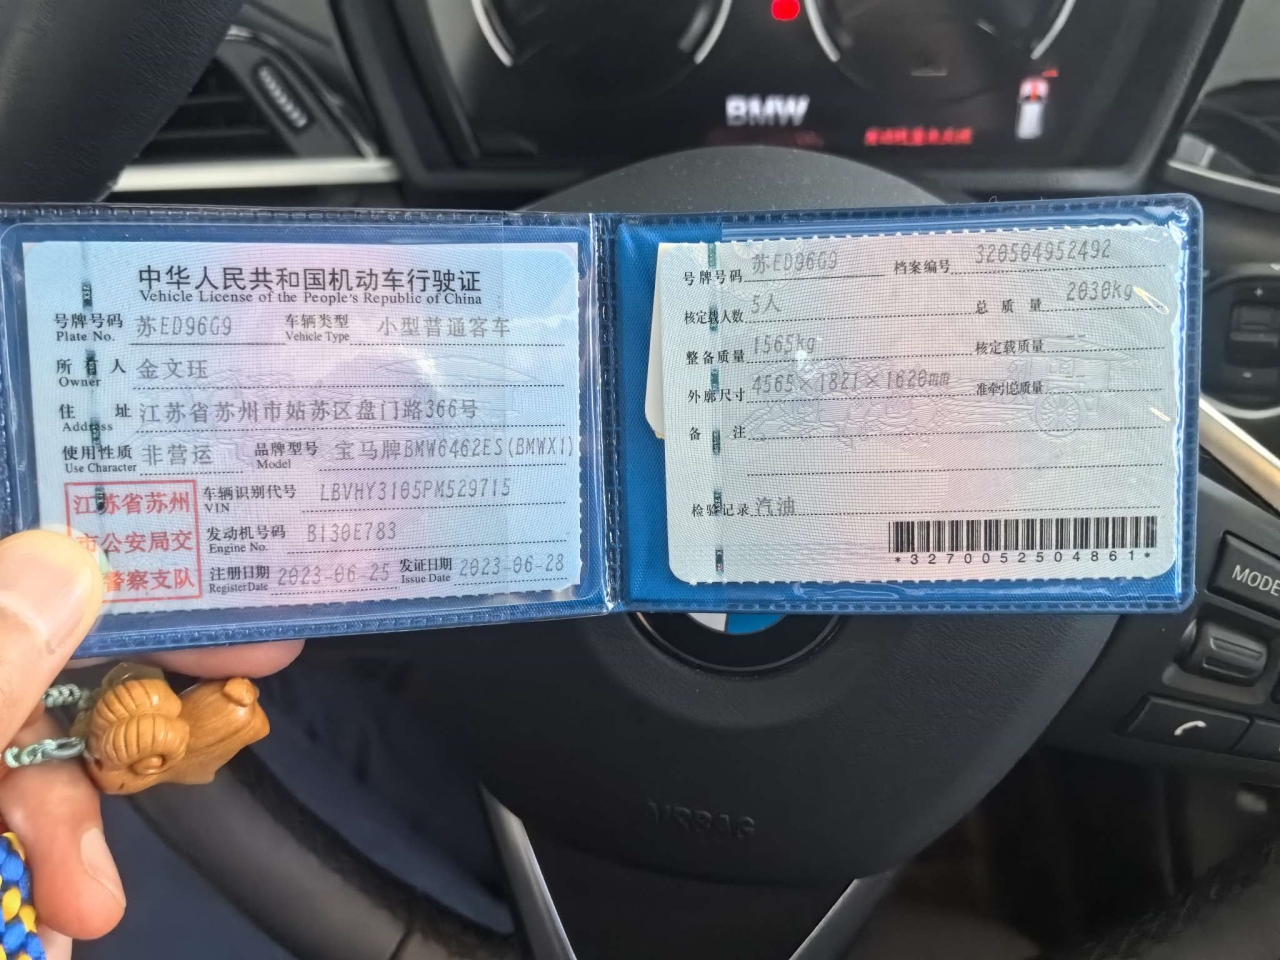 BMW
中华人民共和国机动车行驶证
Vehicle License of the People's Republic of China
号牌号码 苏ED96G9 车辆类型 小型普通客车
Plate No. Vehicle Type
所有人 金文珏
Owner
住址 江苏省苏州市姑苏区盘门路366号
Address
使用性质 非营运 品牌型号 宝马牌BMW6462ES(BMWX1)
Use Character Model
江苏省苏州
市公安局交
警察支队
车辆识别代号 LBVHY3105PM529715
VIN
发动机号码 B130E783
Engine No.
注册日期 2023-06-25 发证日期 2023-06-28
Register Date Issue Date
号牌号码 苏ED96G9 档案编号 320504952492
核定载人数 5人 总质量 2030kg
整备质量 1565kg 核定载质量 --
外廓尺寸 4565×1821×1620mm 准牵引总质量 --
备注
检验记录 汽油
*3270052504861*
MODE
AIRBAG